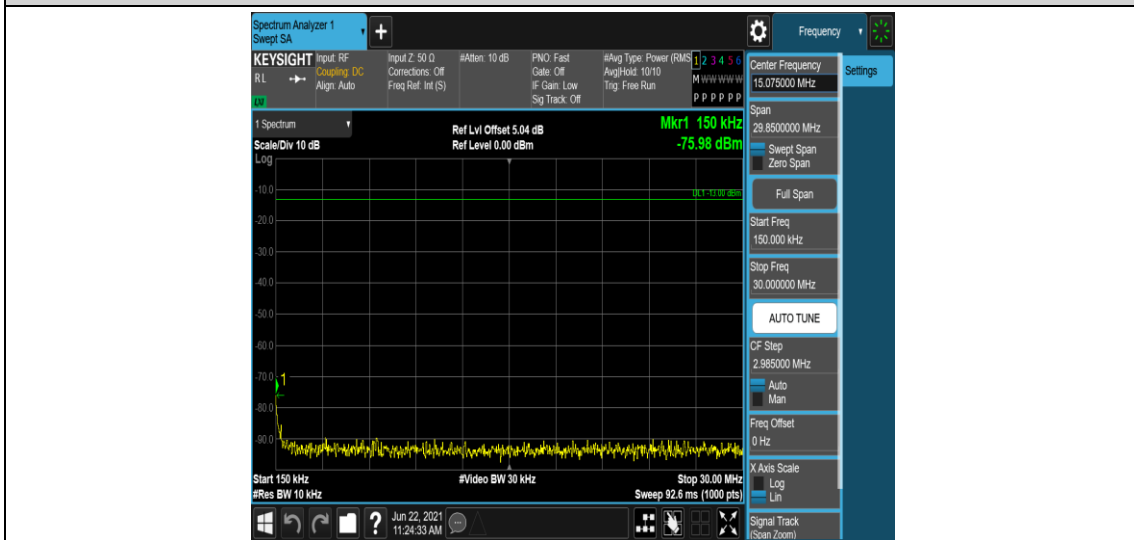 Spectrum Analyzer 1
Swept SA
+
Frequency
KEYSIGHT
RL
Input: RF
Coupling: DC
Align: Auto
Input Z: 50 Ω
Corrections: Off
Freq Ref: Int (S)
#Atten: 10 dB
PNO: Fast
Gate: Off
IF Gain: Low
Sig Track: Off
#Avg Type: Power (RMS
Avg|Hold: 10/10
Trig: Free Run
1 2 3 4 5 6
M W W W W W
P P P P P P
1 Spectrum
Scale/Div 10 dB
Log
Ref Lvl Offset 5.04 dB
Ref Level 0.00 dBm
Mkr1 150 kHz
-75.98 dBm
DL1 -13.00 dBm
-10.0
-20.0
-30.0
-40.0
-50.0
-60.0
-70.0
1
-80.0
-90.0
Start 150 kHz
#Res BW 10 kHz
#Video BW 30 kHz
Stop 30.00 MHz
Sweep 92.6 ms (1000 pts)
Center Frequency
15.075000 MHz
Settings
Span
29.8500000 MHz
Swept Span
Zero Span
Full Span
Start Freq
150.000 kHz
Stop Freq
30.000000 MHz
AUTO TUNE
CF Step
2.985000 MHz
Auto
Man
Freq Offset
0 Hz
X Axis Scale
Log
Lin
Signal Track
(Span Zoom)
?
Jun 22, 2021
11:24:33 AM